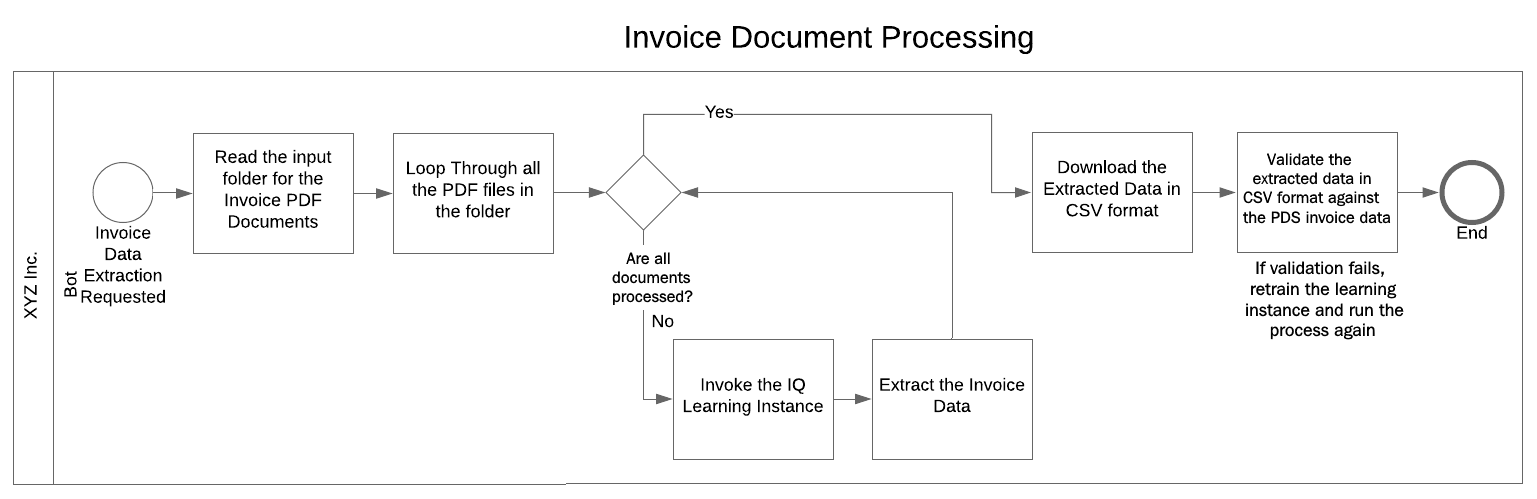 Invoice Document Processing
XYZ Inc.
Bot
Invoice
Data
Extraction
Requested
Read the input
folder for the
Invoice PDF
Documents
Loop Through all
the PDF files in
the folder
Yes
Are all
documents
processed?
No
Invoke the IQ
Learning Instance
Extract the Invoice
Data
Download the
Extracted Data in
CSV format
Validate the
extracted data in
CSV format against
the PDS invoice data
If validation fails,
retrain the learning
instance and run the
process again
End